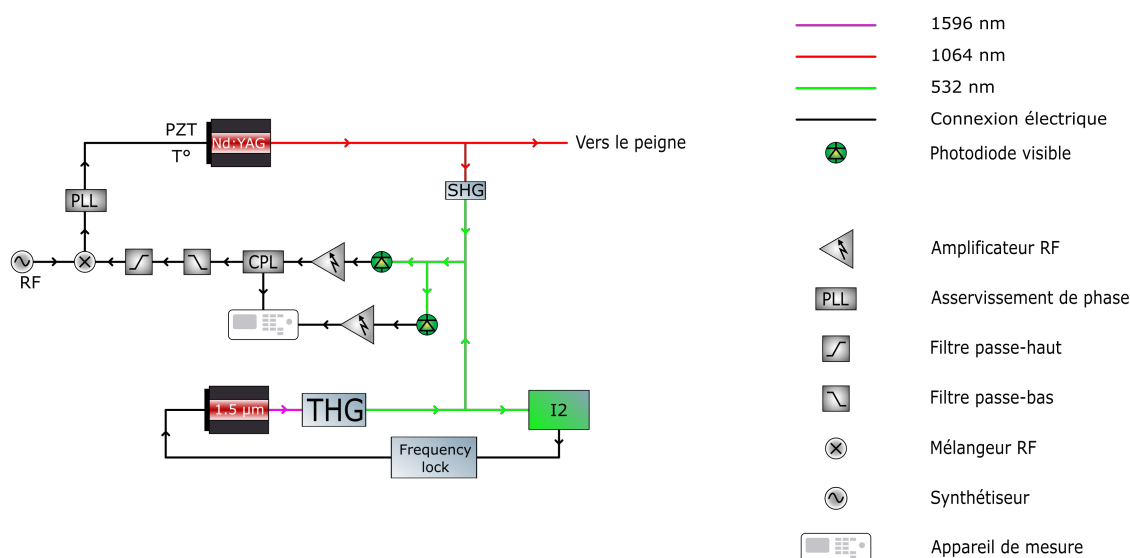 1596 nm
1064 nm
532 nm
Connexion électrique
Photodiode visible
PZT
T°
Nd:YAG
Vers le peigne
SHG
PLL
RF
CPL
1.5 µm
THG
I2
Frequency
lock
Amplificateur RF
PLL
Asservissement de phase
Filtre passe-haut
Filtre passe-bas
Mélangeur RF
Synthétiseur
Appareil de mesure